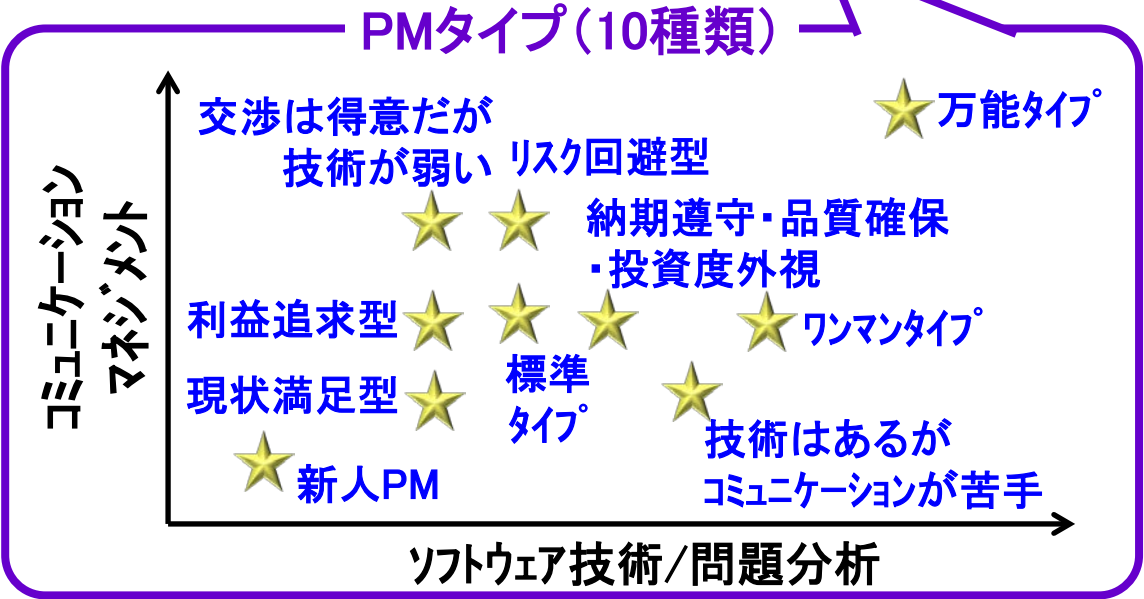 PMタイプ（10種類）
交渉は得意だが
技術が弱い
リスク回避型
万能タイプ
納期遵守・品質確保
・投資度外視
利益追求型
標準
タイプ
ワンマンタイプ
現状満足型
技術はあるが
コミュニケーションが苦手
新人PM
コミュニケーション
マネジメント
ソフトウェア技術/問題分析